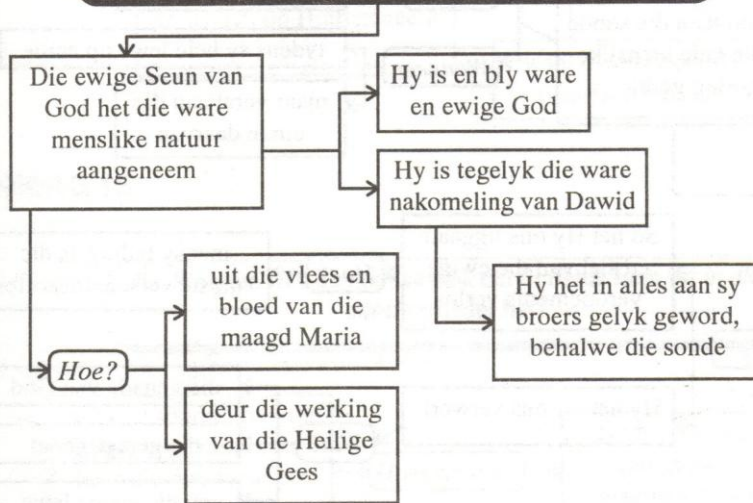 Die ewige Seun van
God het die ware
menslike natuur
aangeneem
Hy is en bly ware
en ewige God
Hy is tegelyk die ware
nakomeling van Dawid
Hy het in alles aan sy
broers gelyk geword,
behalwe die sonde
Hoe?
uit die vlees en
bloed van die
maagd Maria
deur die werking
van die Heilige
Gees